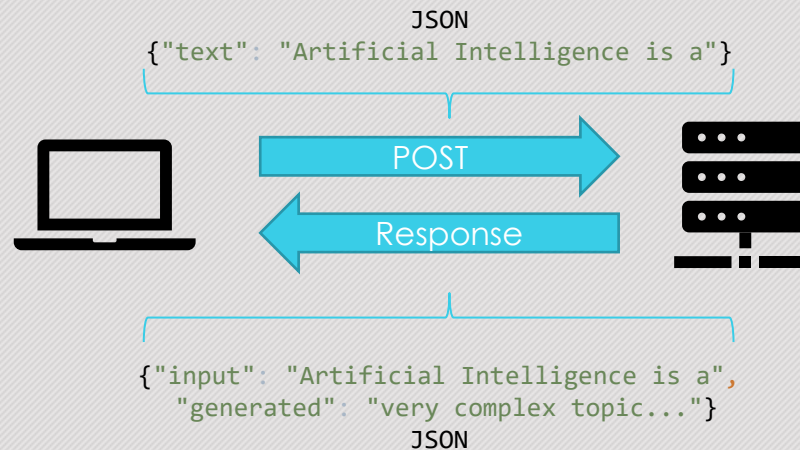 JSON
{"text": "Artificial Intelligence is a"}
POST
Response
{"input": "Artificial Intelligence is a",
"generated": "very complex topic..."}
JSON